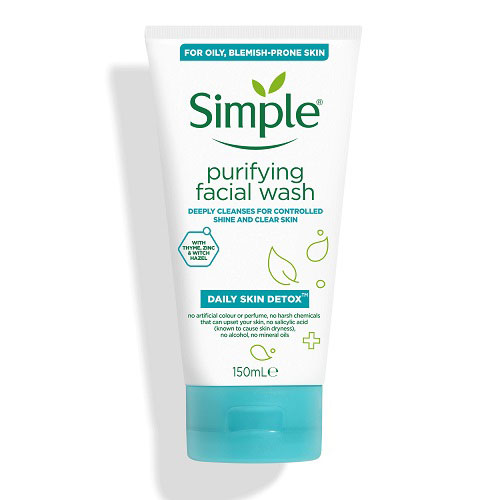 FOR OILY, BLEMISH-PRONE SKIN
Simple®
purifying
facial wash
DEEPLY CLEANSES FOR CONTROLLED
SHINE AND CLEAR SKIN
WITH
THYME, ZINC
& WITCH
HAZEL
DAILY SKIN DETOX™
no artificial colour or perfume, no harsh chemicals
that can upset your skin, no salicylic acid
(known to cause skin dryness),
no alcohol, no mineral oils
150mL℮